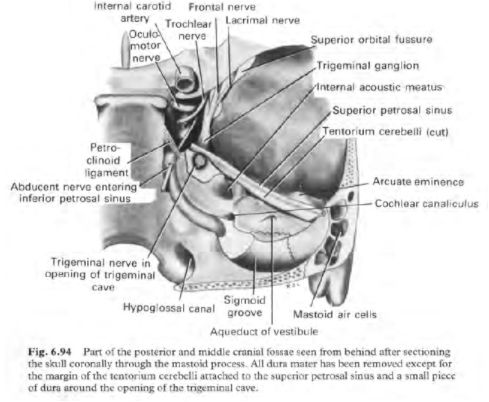 Internal carotid
artery
Frontal nerve
Trochlear
nerve
Lacrimal nerve
Oculo-
motor
nerve
Superior orbital fussure
Trigeminal ganglion
Internal acoustic meatus
Superior petrosal sinus
Tentorium cerebelli (cut)
Petro-
clinoid
ligament
Abducent nerve entering
inferior petrosal sinus
Arcuate eminence
Cochlear canaliculus
Trigeminal nerve in
opening of trigeminal
cave
Hypoglossal canal
Sigmoid
groove
Mastoid air cells
Aqueduct of vestibule
Fig. 6.94 Part of the posterior and middle cranial fossae seen from behind after sectioning
the skull coronally through the mastoid process. All dura mater has been removed except for
the margin of the tentorium cerebelli attached to the superior petrosal sinus and a small piece
of dura around the opening of the trigeminal cave.